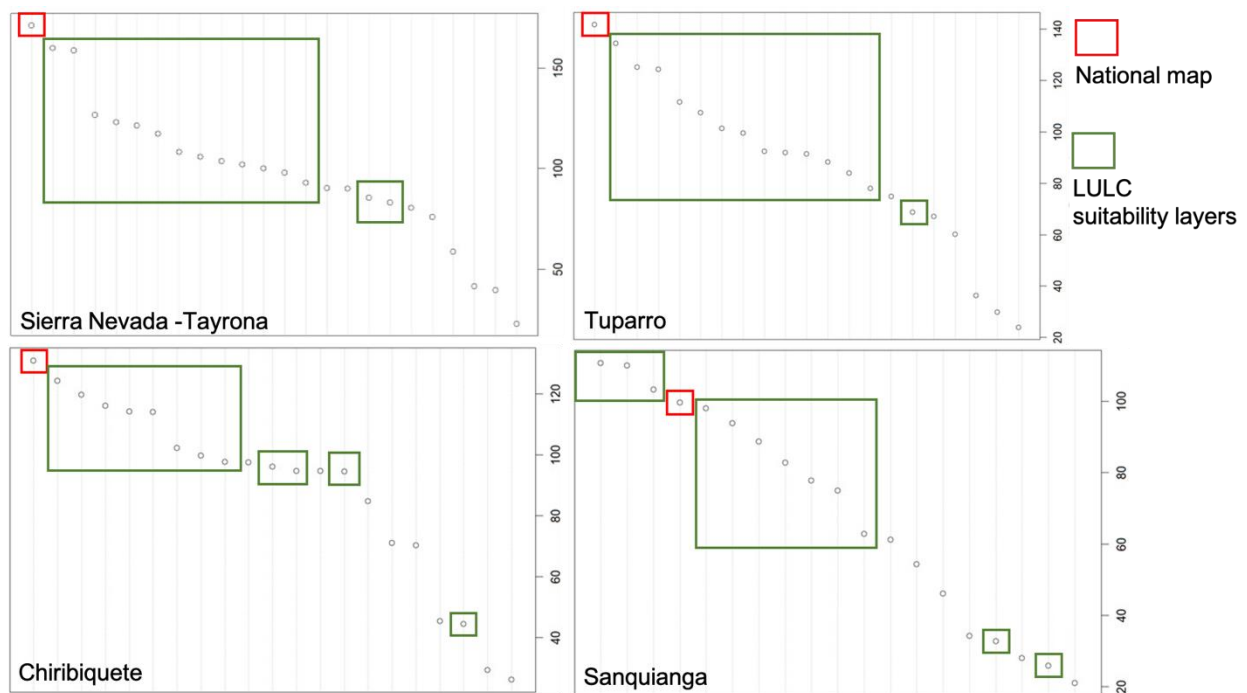 150
100
50
Sierra Nevada -Tayrona
140
120
100
80
60
40
20
Tuparro
National map
LULC
suitability layers
120
100
80
60
40
Chiribiquete
100
80
60
40
20
Sanquianga